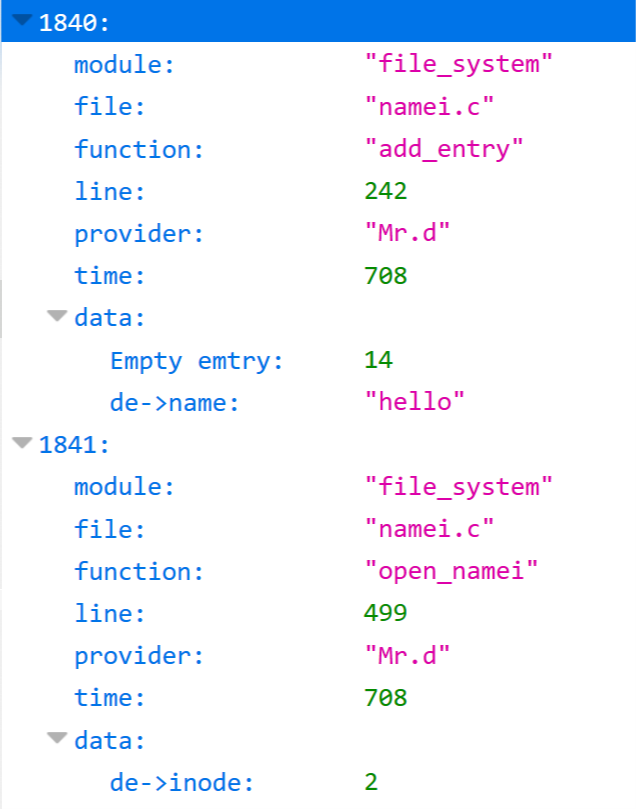 1840:
module: "file_system"
file: "namei.c"
function: "add_entry"
line: 242
provider: "Mr.d"
time: 708
data:
Empty emtry: 14
de->name: "hello"
1841:
module: "file_system"
file: "namei.c"
function: "open_namei"
line: 499
provider: "Mr.d"
time: 708
data:
de->inode: 2